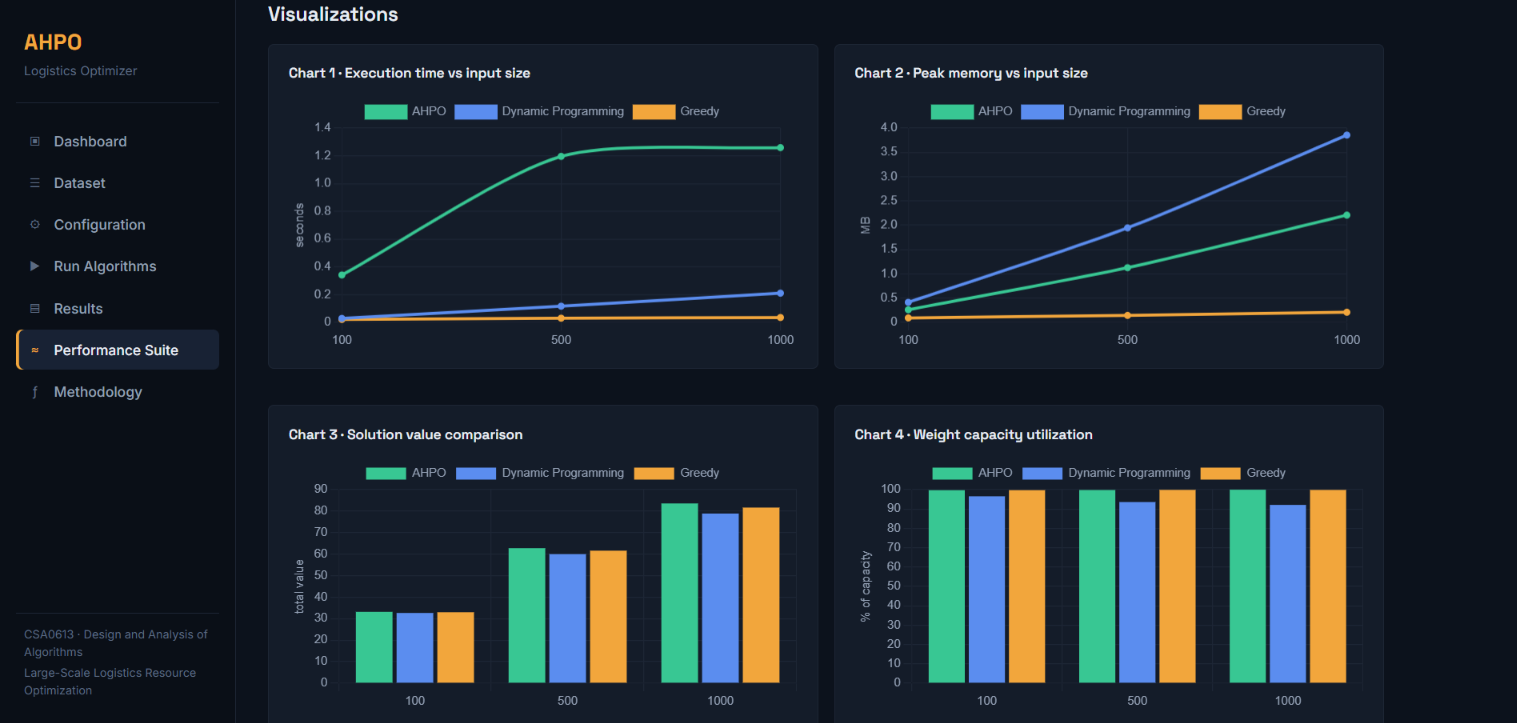 AHPO
Logistics Optimizer
Dashboard
Dataset
Configuration
Run Algorithms
Results
Performance Suite
Methodology
CSA0613 · Design and Analysis of
Algorithms
Large-Scale Logistics Resource
Optimization
Visualizations
Chart 1 · Execution time vs input size
AHPO Dynamic Programming Greedy
seconds
1.4
1.2
1.0
0.8
0.6
0.4
0.2
0
100 500 1000
Chart 2 · Peak memory vs input size
AHPO Dynamic Programming Greedy
MB
4.0
3.5
3.0
2.5
2.0
1.5
1.0
0.5
0
100 500 1000
Chart 3 · Solution value comparison
AHPO Dynamic Programming Greedy
total value
90
80
70
60
50
40
30
20
10
0
100 500 1000
Chart 4 · Weight capacity utilization
AHPO Dynamic Programming Greedy
% of capacity
100
90
80
70
60
50
40
30
20
10
0
100 500 1000